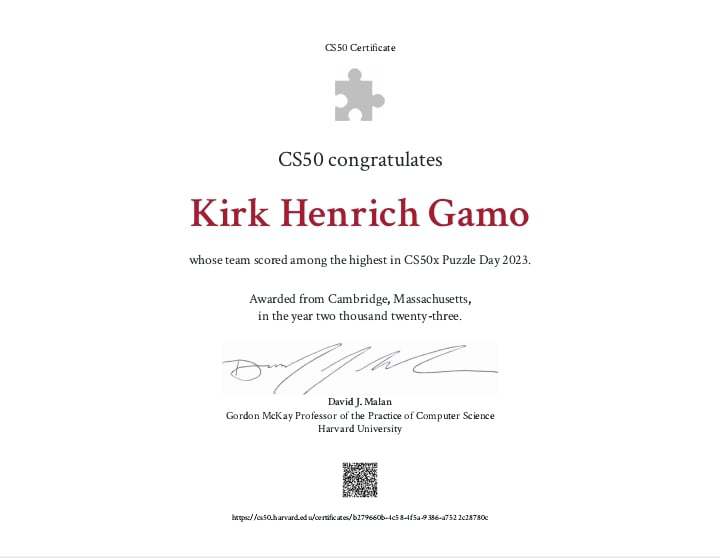 CS50 Certificate
CS50 congratulates
Kirk Henrich Gamo
whose team scored among the highest in CS50x Puzzle Day 2023.
Awarded from Cambridge, Massachusetts,
in the year two thousand twenty-three.
David J. Malan
Gordon McKay Professor of the Practice of Computer Science
Harvard University
https://cs50.harvard.edu/certificates/b279660b-4c58-4f5a-9386-a7522c28780c